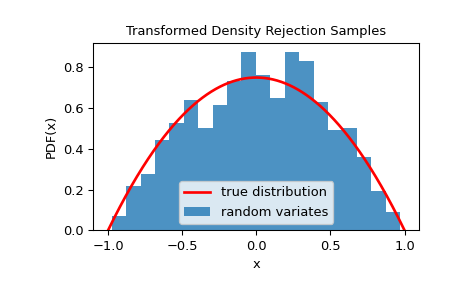 Transformed Density Rejection Samples
PDF(x)
0.8
0.6
0.4
0.2
0.0
true distribution
random variates
−1.0 −0.5 0.0 0.5 1.0
x